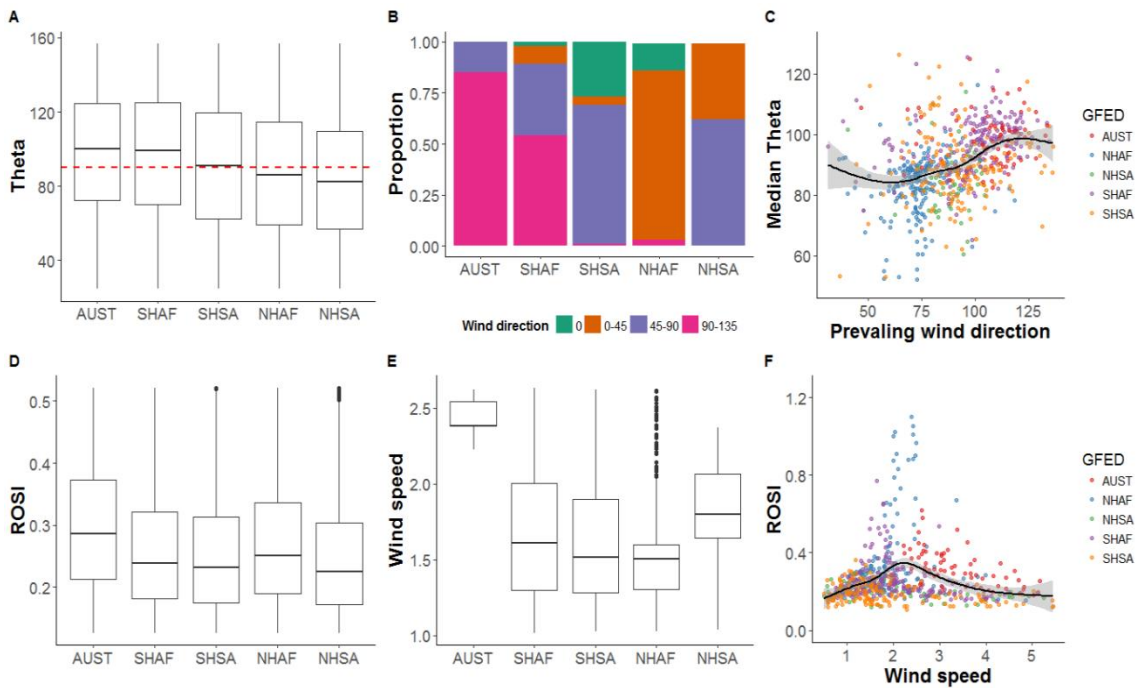 A
Theta
160
120
80
40
AUST SHAF SHSA NHAF NHSA
B
Proportion
1.00
0.75
0.50
0.25
0.00
AUST SHAF SHSA NHAF NHSA
Wind direction 0 0-45 45-90 90-135
C
Median Theta
120
100
80
60
50 75 100 125
Prevaling wind direction
GFED
AUST
NHAF
NHSA
SHAF
SHSA
D
ROSI
0.5
0.4
0.3
0.2
AUST SHAF SHSA NHAF NHSA
E
Wind speed
2.5
2.0
1.5
1.0
AUST SHAF SHSA NHAF NHSA
F
ROSI
1.2
0.8
0.4
0.0
1 2 3 4 5
Wind speed
GFED
AUST
NHAF
NHSA
SHAF
SHSA